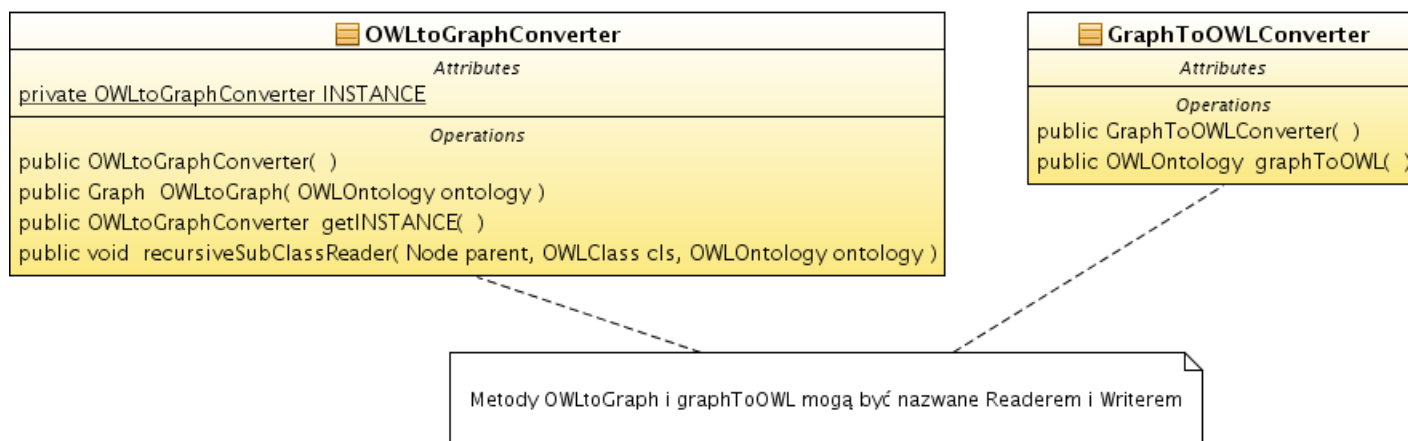 OWLtoGraphConverter
Attributes
private OWLtoGraphConverter INSTANCE
Operations
public OWLtoGraphConverter( )
public Graph OWLtoGraph( OWLOntology ontology )
public OWLtoGraphConverter getINSTANCE( )
public void recursiveSubClassReader( Node parent, OWLClass cls, OWLOntology ontology )
GraphToOWLConverter
Attributes
Operations
public GraphToOWLConverter( )
public OWLOntology graphToOWL( )
Metody OWLtoGraph i graphToOWL mogą być nazwane Readerem i Writerem